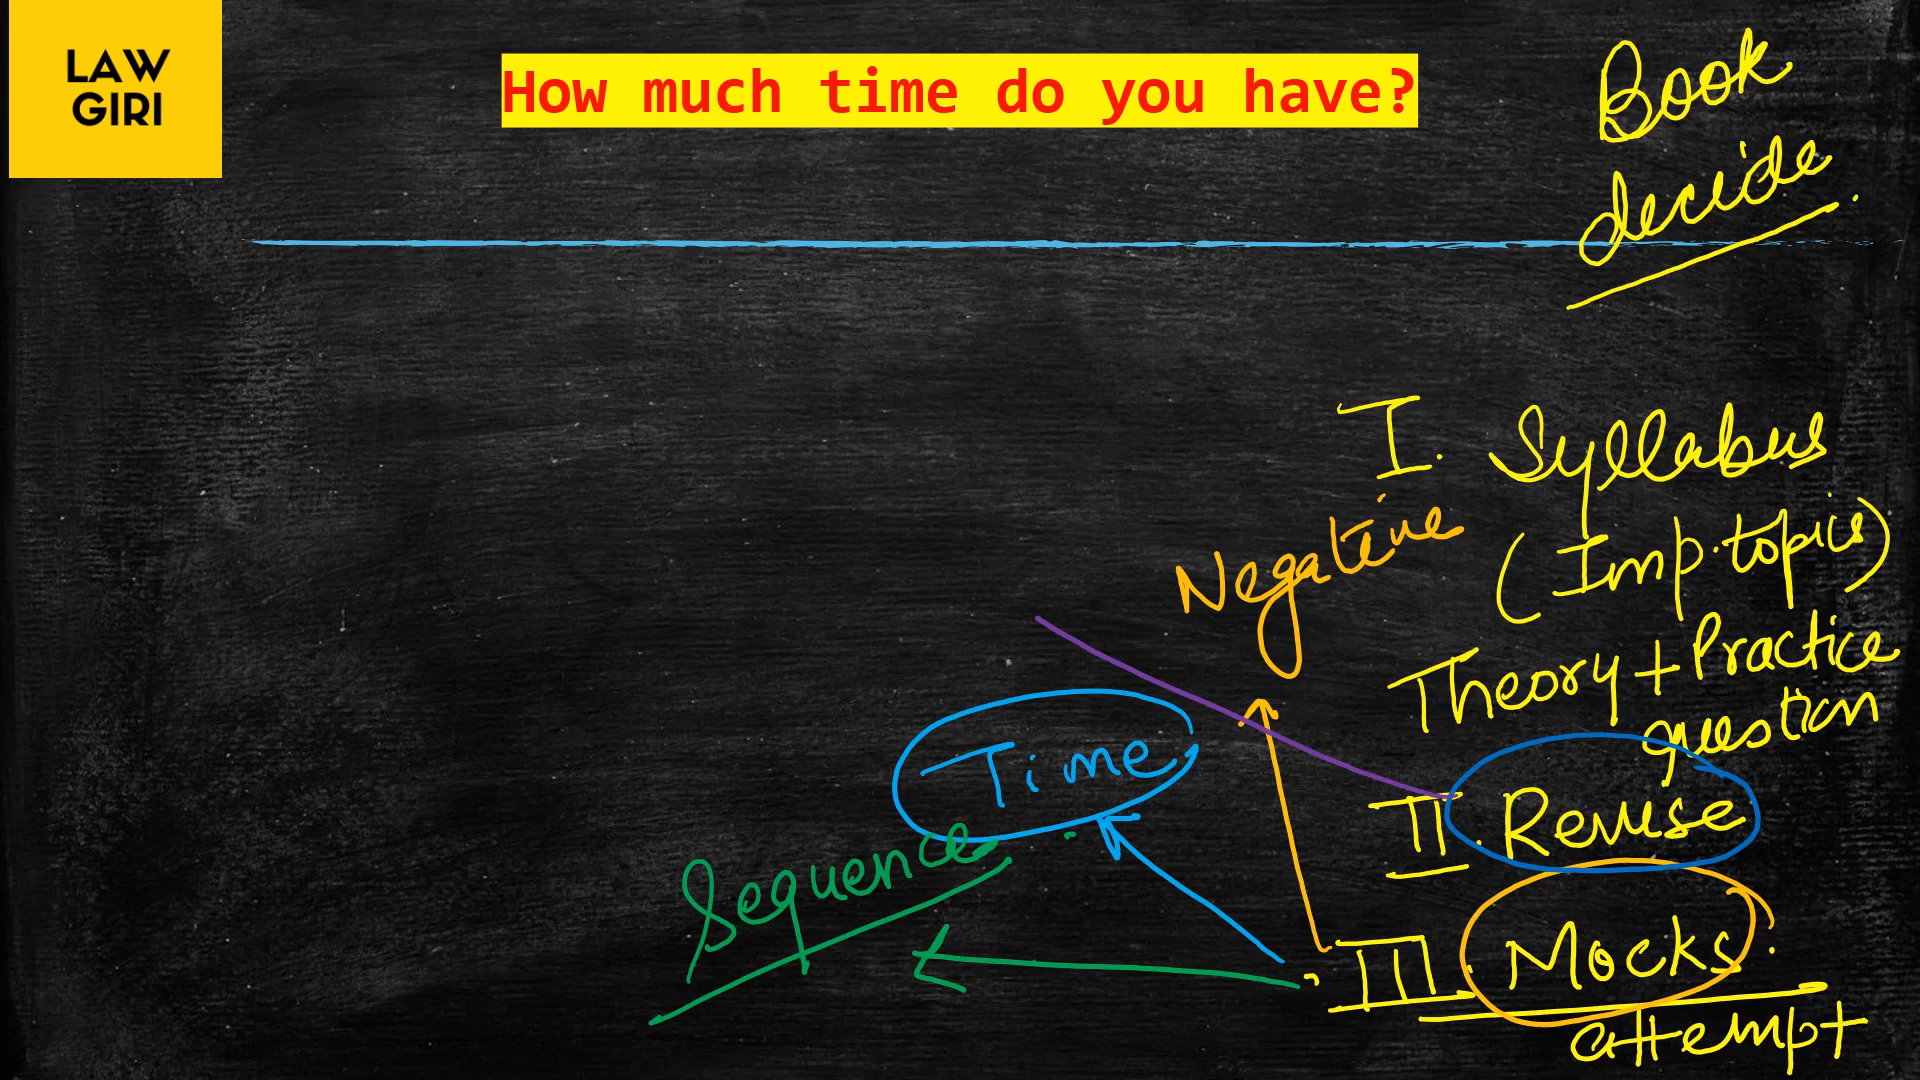 LAW
GIRI
How much time do you have?
Book
decide.
I. Syllabus
(Imp. topics)
Theory + Practice
question
Negative
II. Revise
Time
Sequence
III. Mocks.
attempt